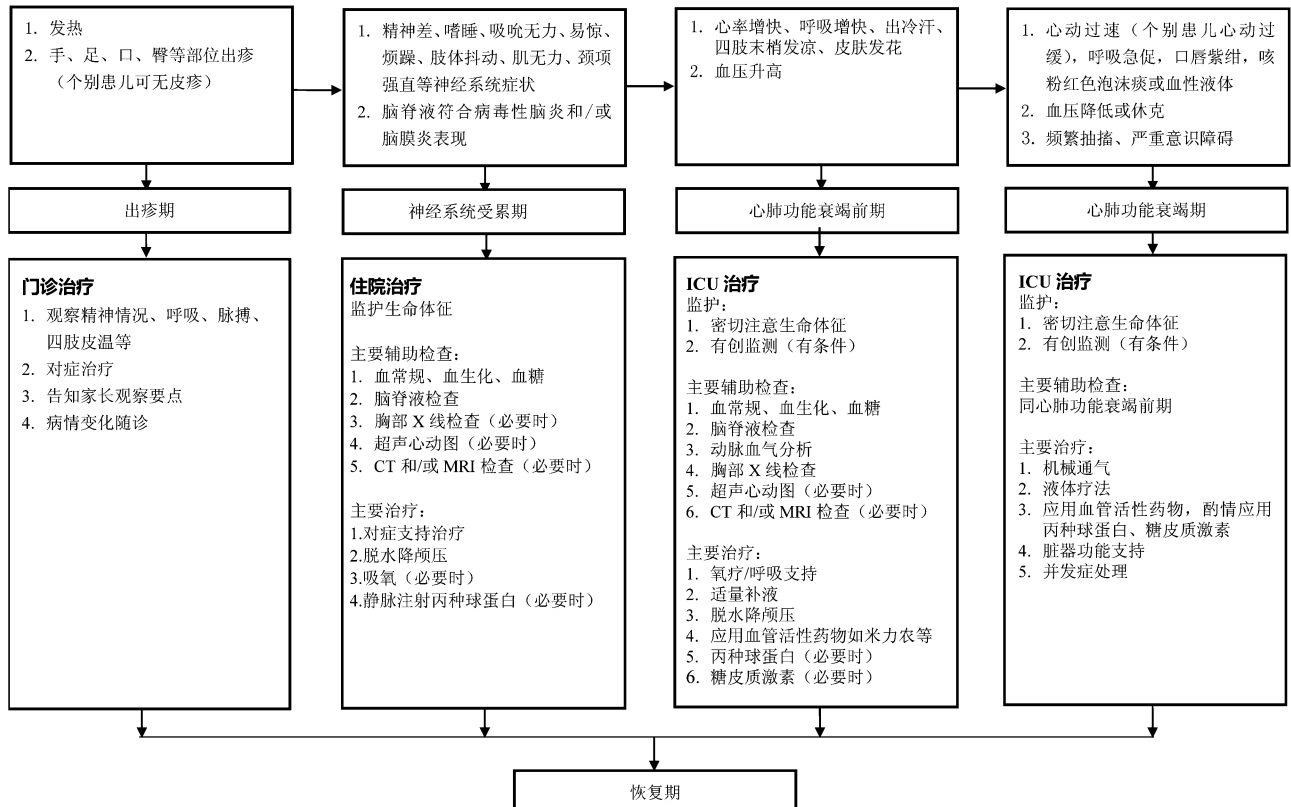 1. 发热
2. 手、足、口、臀等部位出疹
（个别患儿可无皮疹）
1. 精神差、嗜睡、吸吮无力、易惊、
烦躁、肢体抖动、肌无力、颈项
强直等神经系统症状
2. 脑脊液符合病毒性脑炎和/或
脑膜炎表现
1. 心率增快、呼吸增快、出冷汗、
四肢末梢发凉、皮肤发花
2. 血压升高
1. 心动过速（个别患儿心动过
缓），呼吸急促，口唇紫绀，咳
粉红色泡沫痰或血性液体
2. 血压降低或休克
3. 频繁抽搐、严重意识障碍
出疹期
神经系统受累期
心肺功能衰竭前期
心肺功能衰竭期
门诊治疗
1. 观察精神情况、呼吸、脉搏、
四肢皮温等
2. 对症治疗
3. 告知家长观察要点
4. 病情变化随诊
住院治疗
监护生命体征
主要辅助检查：
1. 血常规、血生化、血糖
2. 脑脊液检查
3. 胸部 X 线检查（必要时）
4. 超声心动图（必要时）
5. CT 和/或 MRI 检查（必要时）
主要治疗：
1.对症支持治疗
2.脱水降颅压
3.吸氧（必要时）
4.静脉注射丙种球蛋白（必要时）
ICU 治疗
监护：
1. 密切注意生命体征
2. 有创监测（有条件）
主要辅助检查：
1. 血常规、血生化、血糖
2. 脑脊液检查
3. 动脉血气分析
4. 胸部 X 线检查
5. 超声心动图（必要时）
6. CT 和/或 MRI 检查（必要时）
主要治疗：
1. 氧疗/呼吸支持
2. 适量补液
3. 脱水降颅压
4. 应用血管活性药物如米力农等
5. 丙种球蛋白（必要时）
6. 糖皮质激素（必要时）
ICU 治疗
监护：
1. 密切注意生命体征
2. 有创监测（有条件）
主要辅助检查：
同心肺功能衰竭前期
主要治疗：
1. 机械通气
2. 液体疗法
3. 应用血管活性药物，酌情应用
丙种球蛋白、糖皮质激素
4. 脏器功能支持
5. 并发症处理
恢复期